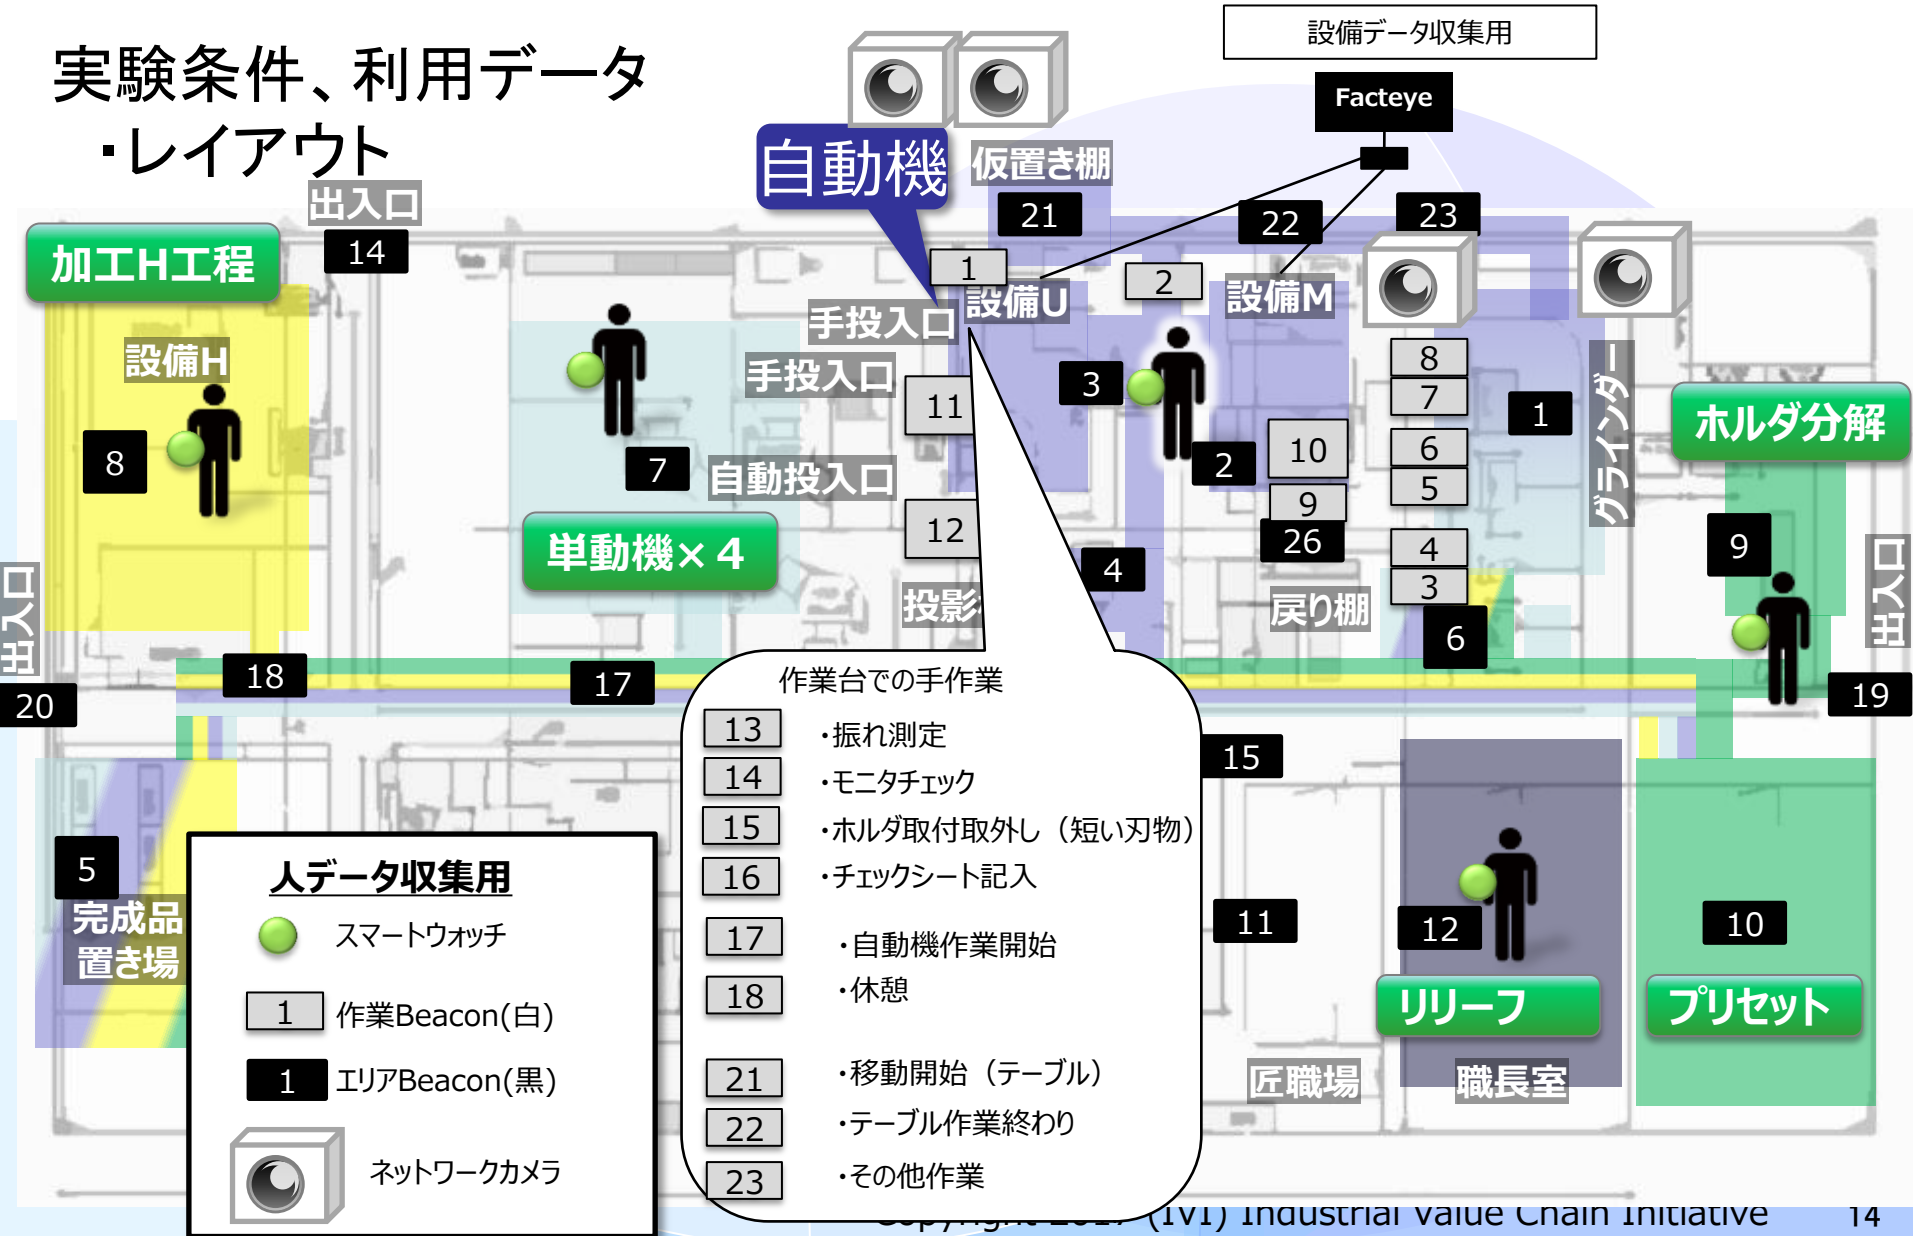 実験条件、利用データ
・レイアウト
設備データ収集用
Facteye
自動機
仮置き棚
21
22
23
出入口
14
加工H工程
1
2
設備U
設備M
手投入口
手投入口
設備H
8
7
自動投入口
単動機×4
11
12
3
2
4
10
9
26
8
7
6
5
4
3
戻り棚
6
1
グラインダー
ホルダ分解
9
出入口
19
出入口
20
18
17
投影
15
作業台での手作業
13 ・振れ測定
14 ・モニタチェック
15 ・ホルダ取付取外し（短い刃物）
16 ・チェックシート記入
17 ・自動機作業開始
18 ・休憩
21 ・移動開始（テーブル）
22 ・テーブル作業終わり
23 ・その他作業
5
完成品
置き場
人データ収集用
スマートウォッチ
1 作業Beacon(白)
1 エリアBeacon(黒)
ネットワークカメラ
11
12
10
リリーフ
プリセット
匠職場
職長室
Copyright 2017 (IVI) Industrial Value Chain Initiative
14